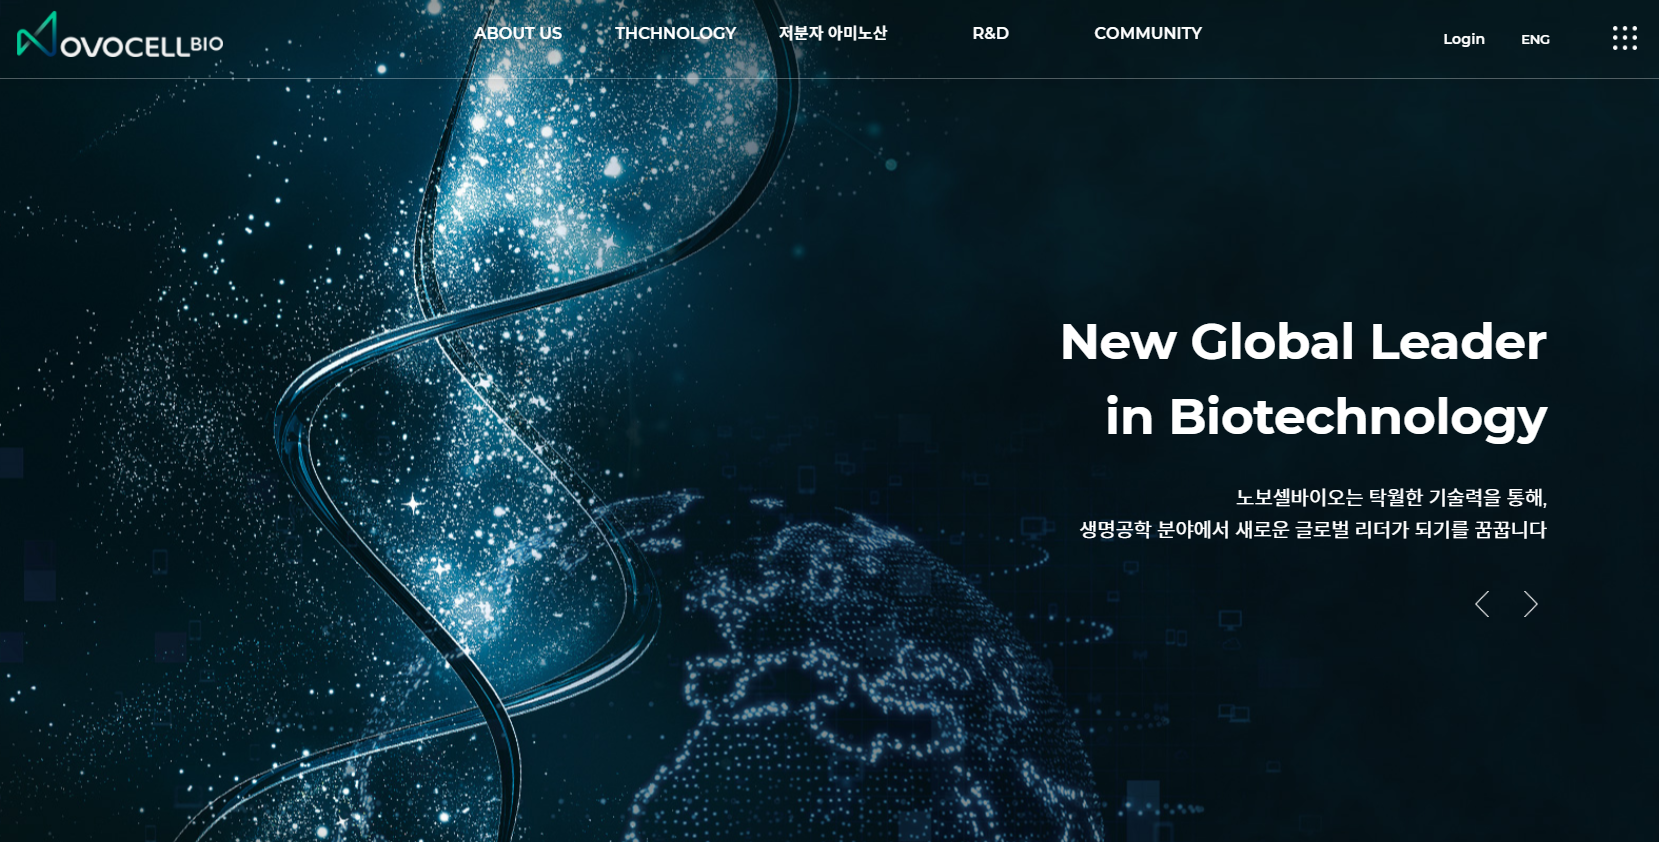 NOVOCELLBIO
ABOUT US
THCHNOLOGY
저분자 아미노산
R&D
COMMUNITY
Login
ENG
New Global Leader
in Biotechnology
노보셀바이오는 탁월한 기술력을 통해,
생명공학 분야에서 새로운 글로벌 리더가 되기를 꿈꿉니다